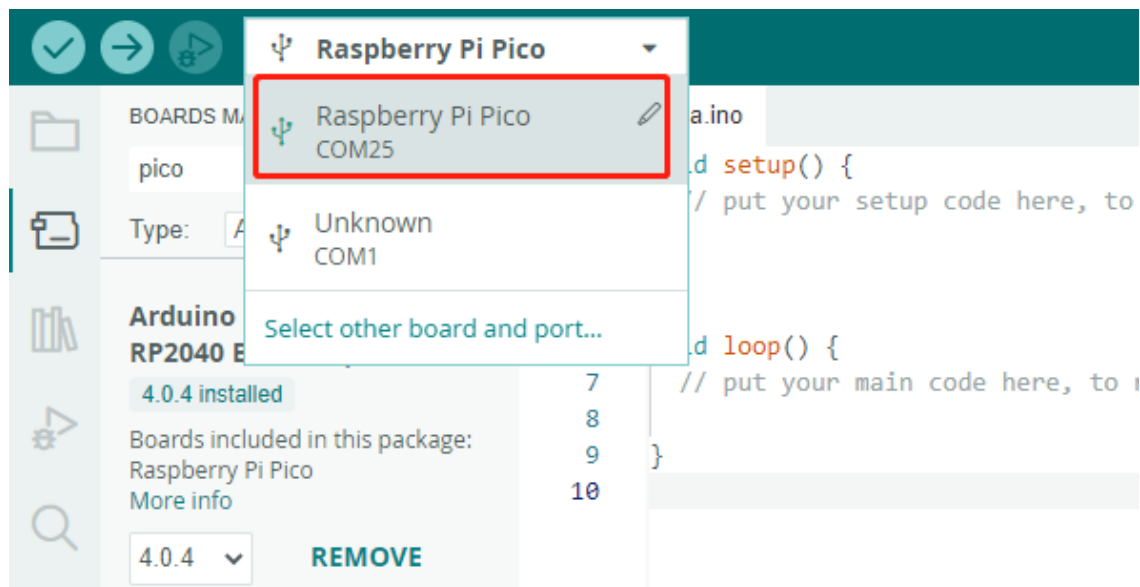 Raspberry Pi Pico
BOARDS MA
Raspberry Pi Pico
COM25
a.ino
pico
d setup() {
// put your setup code here, to
Type:
Unknown
COM1
Arduino
RP2040
Select other board and port...
d loop() {
4.0.4 installed
7 // put your main code here, to r
8
Boards included in this package:
Raspberry Pi Pico
9 }
More info
10
4.0.4
REMOVE